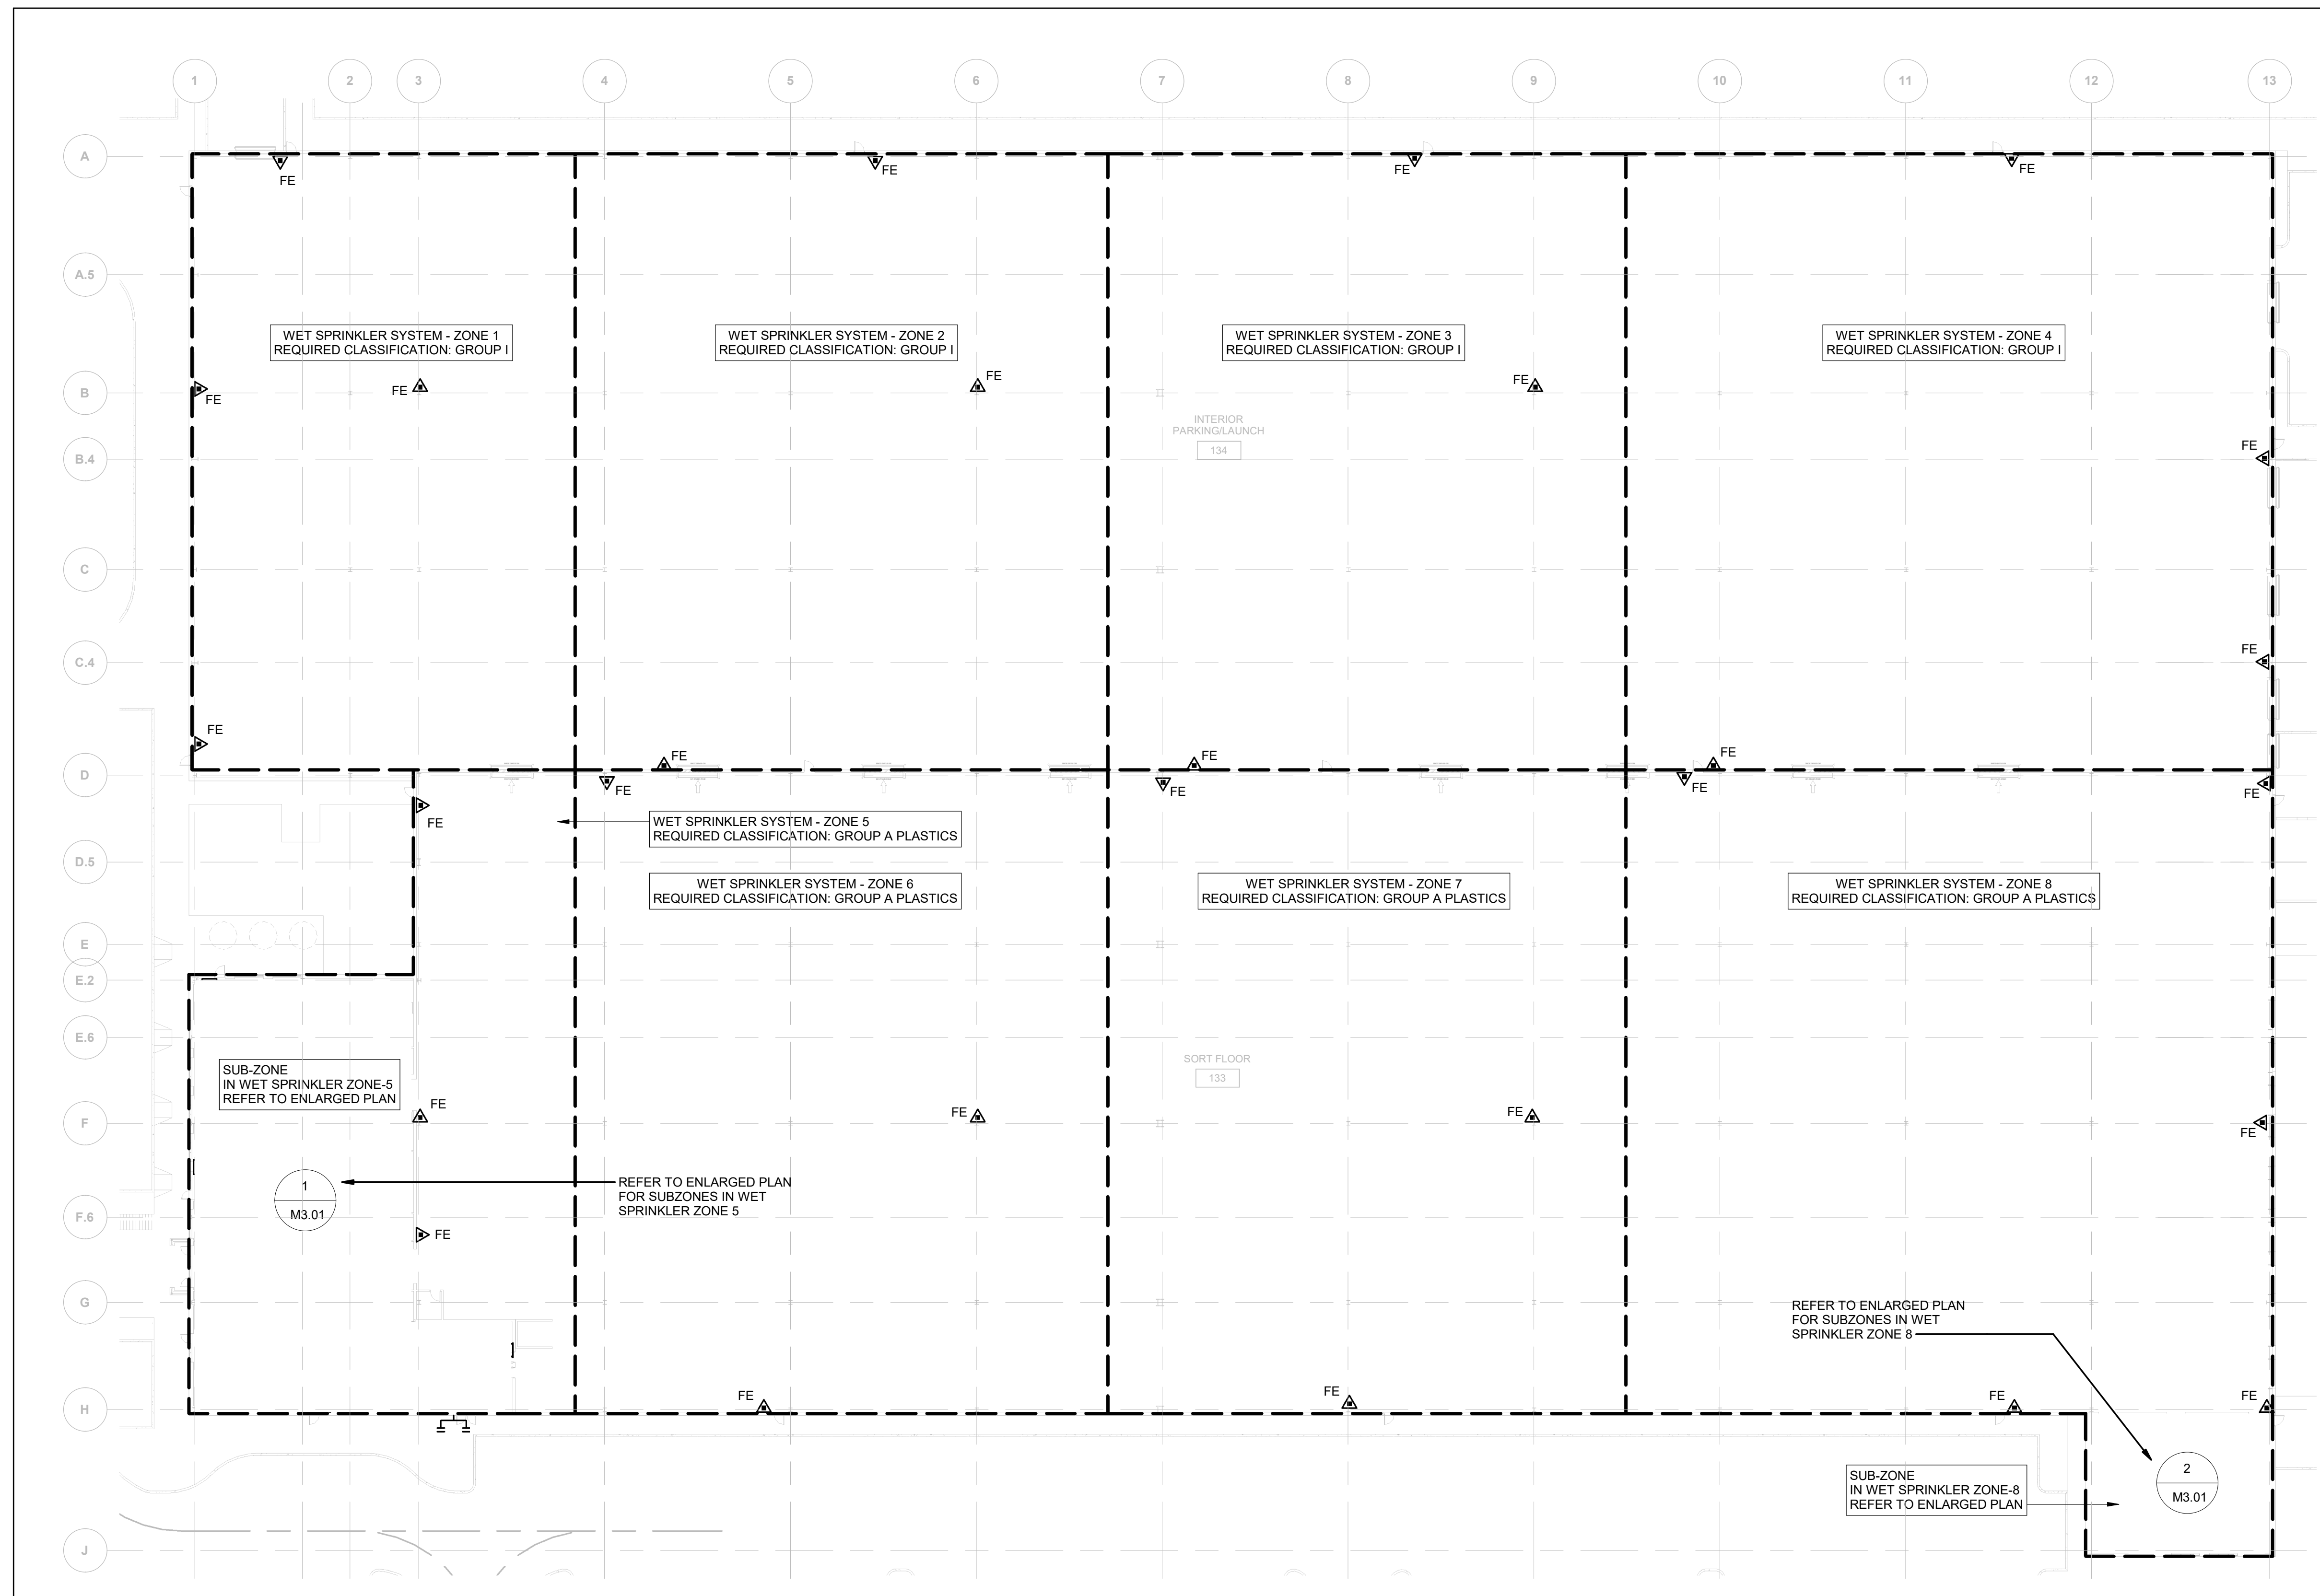 1
2
3
4
5
6
7
8
9
10
11
12
13
A
FE
FE
FE
FE
A.5
WET SPRINKLER SYSTEM - ZONE 1
REQUIRED CLASSIFICATION: GROUP I
WET SPRINKLER SYSTEM - ZONE 2
REQUIRED CLASSIFICATION: GROUP I
WET SPRINKLER SYSTEM - ZONE 3
REQUIRED CLASSIFICATION: GROUP I
WET SPRINKLER SYSTEM - ZONE 4
REQUIRED CLASSIFICATION: GROUP I
B
FE
FE
FE
FE
INTERIOR
PARKING/LAUNCH
134
B.4
FE
C
C.4
FE
FE
D
FE
FE
FE
FE
FE
FE
FE
FE
WET SPRINKLER SYSTEM - ZONE 5
REQUIRED CLASSIFICATION: GROUP A PLASTICS
D.5
WET SPRINKLER SYSTEM - ZONE 6
REQUIRED CLASSIFICATION: GROUP A PLASTICS
WET SPRINKLER SYSTEM - ZONE 7
REQUIRED CLASSIFICATION: GROUP A PLASTICS
WET SPRINKLER SYSTEM - ZONE 8
REQUIRED CLASSIFICATION: GROUP A PLASTICS
E
E.2
E.6
SUB-ZONE
IN WET SPRINKLER ZONE-5
REFER TO ENLARGED PLAN
SORT FLOOR
133
F
FE
FE
FE
FE
1
M3.01
REFER TO ENLARGED PLAN
FOR SUBZONES IN WET
SPRINKLER ZONE 5
F.6
FE
G
REFER TO ENLARGED PLAN
FOR SUBZONES IN WET
SPRINKLER ZONE 8
H
FE
FE
FE
FE
SUB-ZONE
IN WET SPRINKLER ZONE-8
REFER TO ENLARGED PLAN
2
M3.01
J